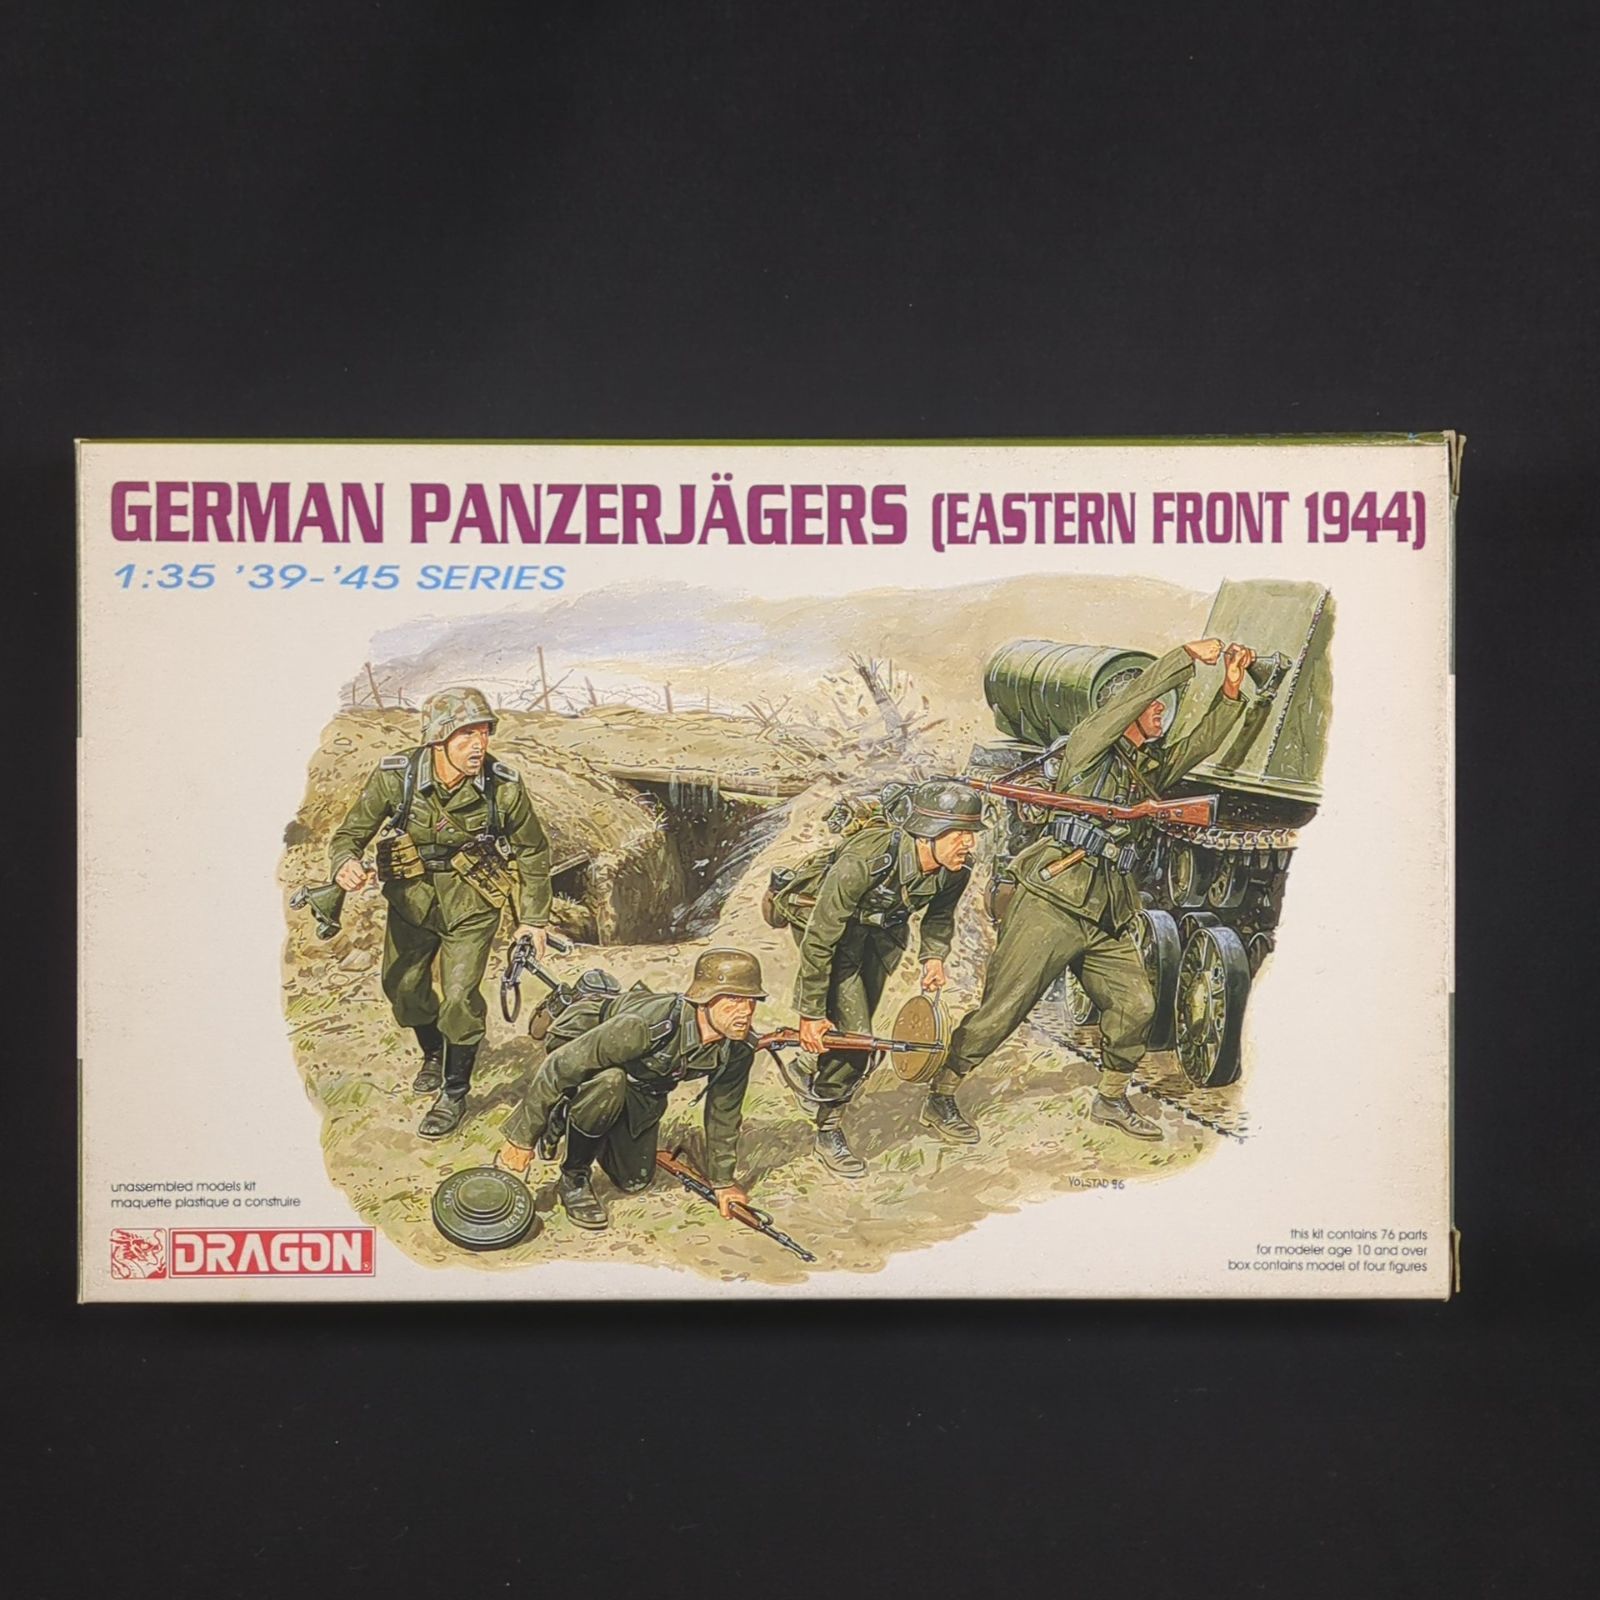 GERMAN PANZERJÄGERS (EASTERN FRONT 1944)
1:35 '39-'45 SERIES
VOLSTAD 96
unassembled models kit
maquette plastique a construire
DRAGON
this kit contains 76 parts
for modeler age 10 and over
box contains model of four figures